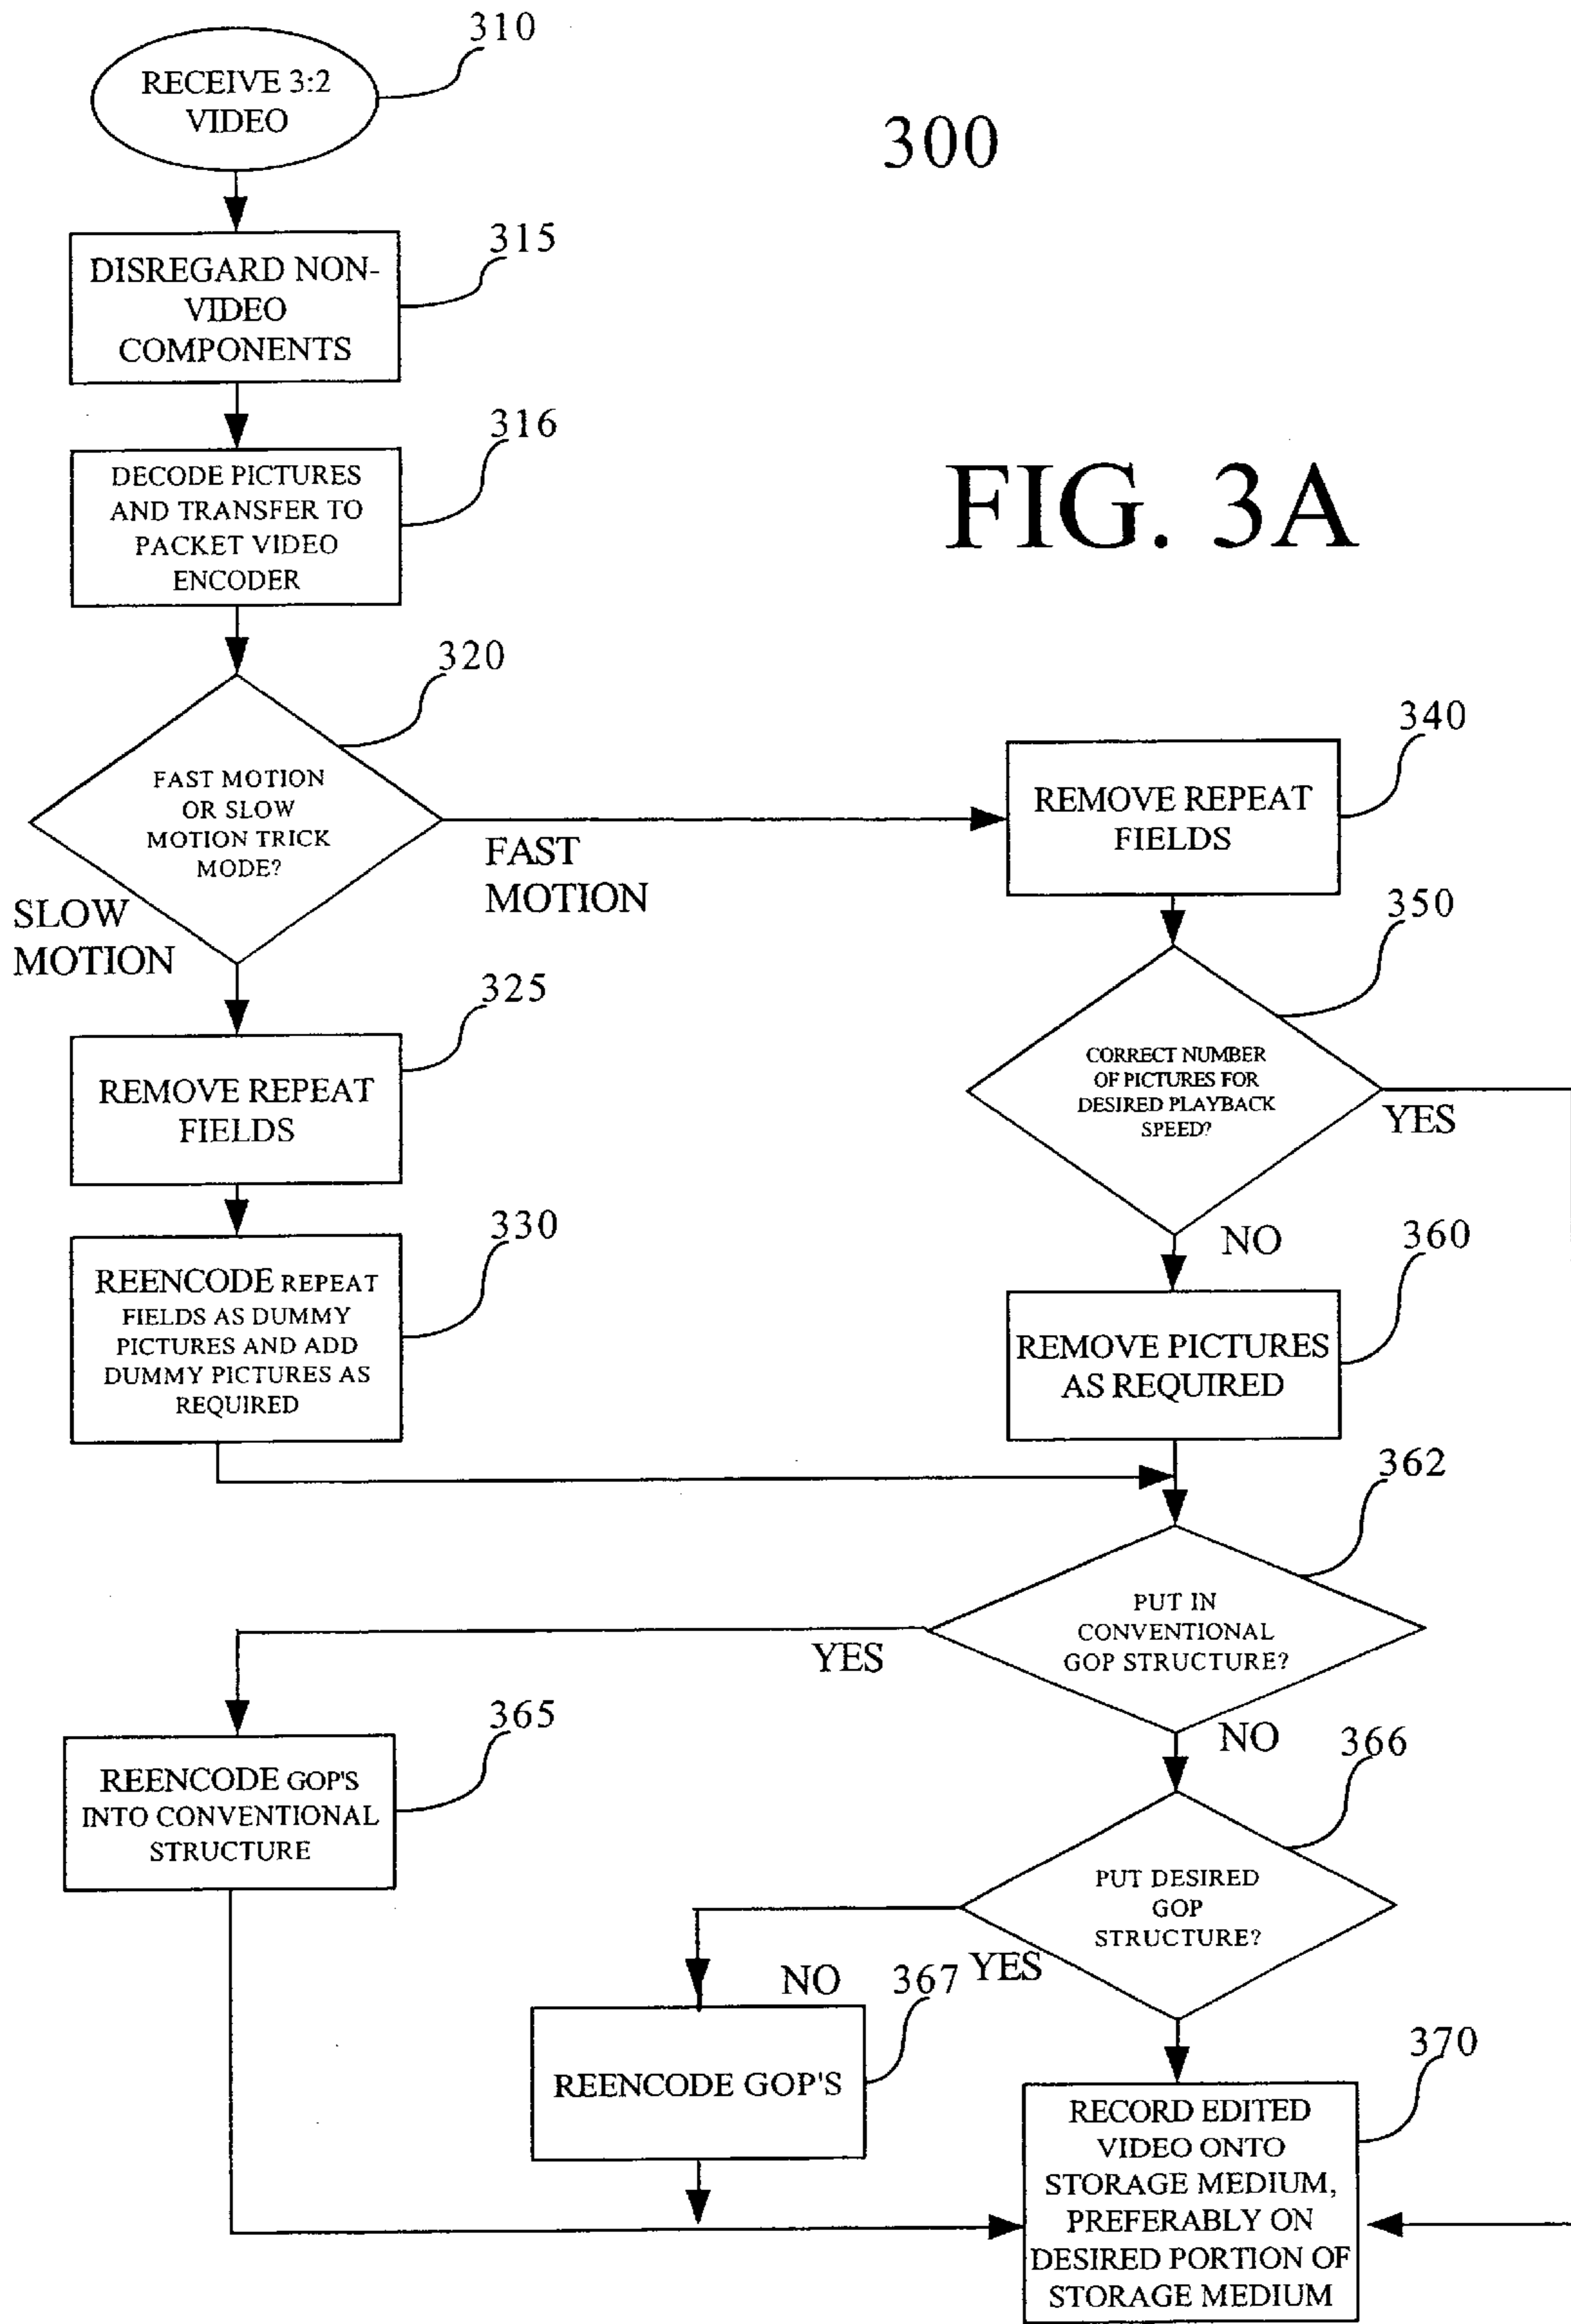 310
RECEIVE 3:2
VIDEO
300
315
DISREGARD NON-
VIDEO
COMPONENTS
316
DECODE PICTURES
AND TRANSFER TO
PACKET VIDEO
ENCODER
FIG. 3A
320
FAST MOTION
OR SLOW
MOTION TRICK
MODE?
FAST
MOTION
SLOW
MOTION
340
REMOVE REPEAT
FIELDS
350
CORRECT NUMBER
OF PICTURES FOR
DESIRED PLAYBACK
SPEED?
YES
NO
325
REMOVE REPEAT
FIELDS
330
REENCODE REPEAT
FIELDS AS DUMMY
PICTURES AND ADD
DUMMY PICTURES AS
REQUIRED
360
REMOVE PICTURES
AS REQUIRED
362
PUT IN
CONVENTIONAL
GOP STRUCTURE?
YES
NO
365
REENCODE GOP'S
INTO CONVENTIONAL
STRUCTURE
366
PUT DESIRED
GOP
STRUCTURE?
NO
YES
367
REENCODE GOP'S
370
RECORD EDITED
VIDEO ONTO
STORAGE MEDIUM,
PREFERABLY ON
DESIRED PORTION OF
STORAGE MEDIUM